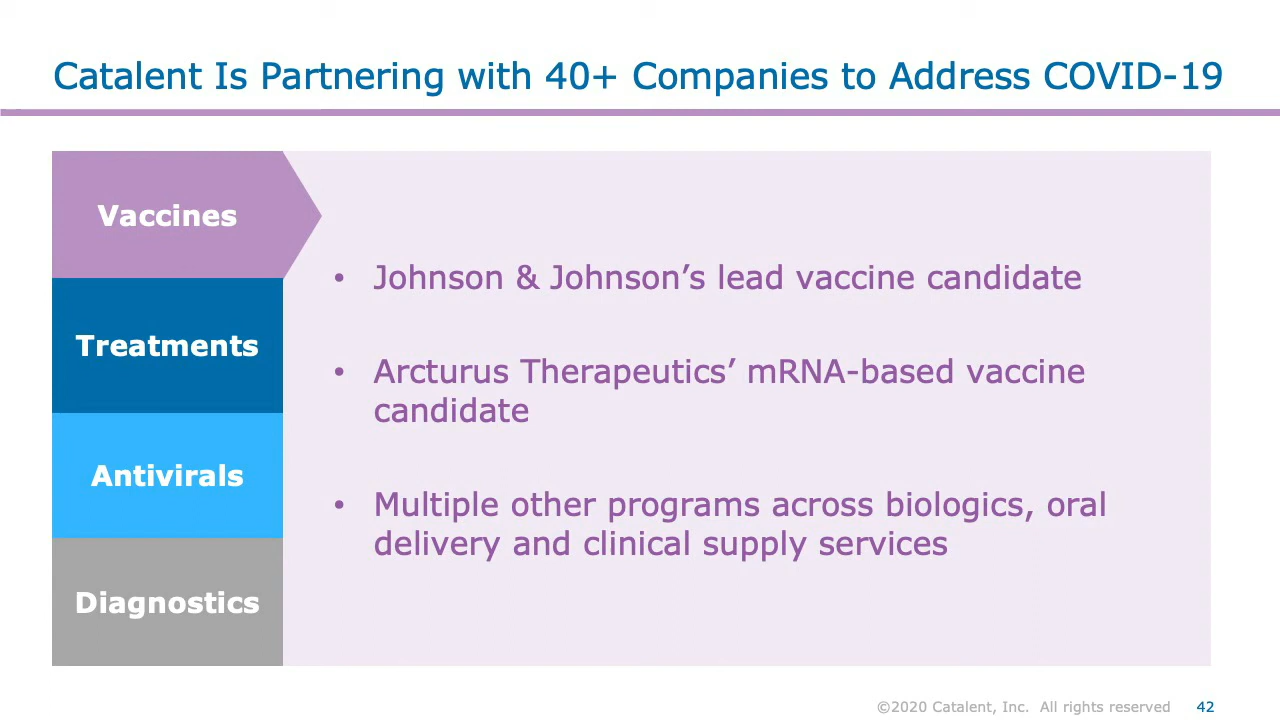 Catalent Is Partnering with 40+ Companies to Address COVID-19
Vaccines
Treatments
Antivirals
Diagnostics
• Johnson & Johnson’s lead vaccine candidate
• Arcturus Therapeutics’ mRNA-based vaccine
candidate
• Multiple other programs across biologics, oral
delivery and clinical supply services
©2020 Catalent, Inc. All rights reserved 42